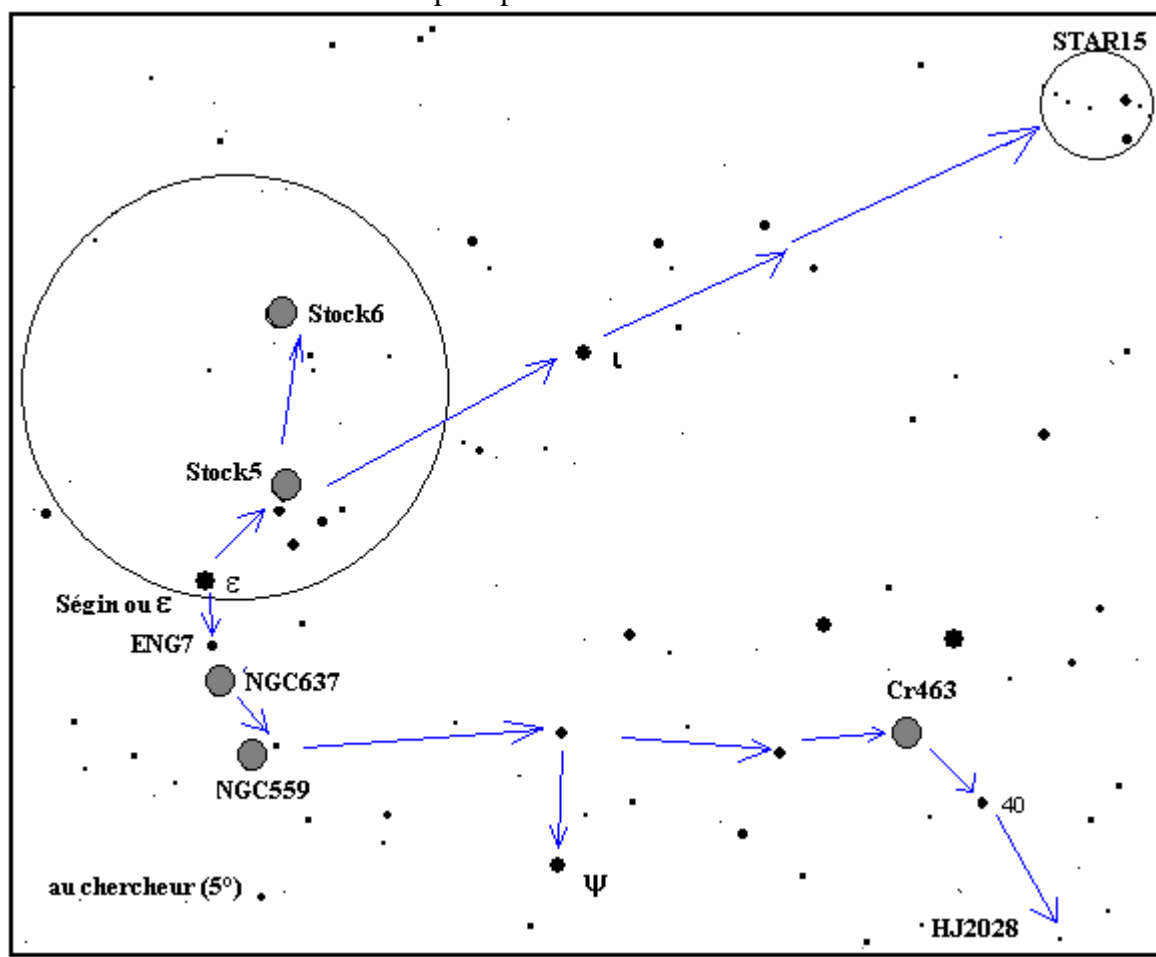 STAR15
Stock6
ι
Stock5
ε
Ségin ou ε
ENG7
NGC637
Cr463
NGC559
40
Ψ
au chercheur (5°)
HJ2028